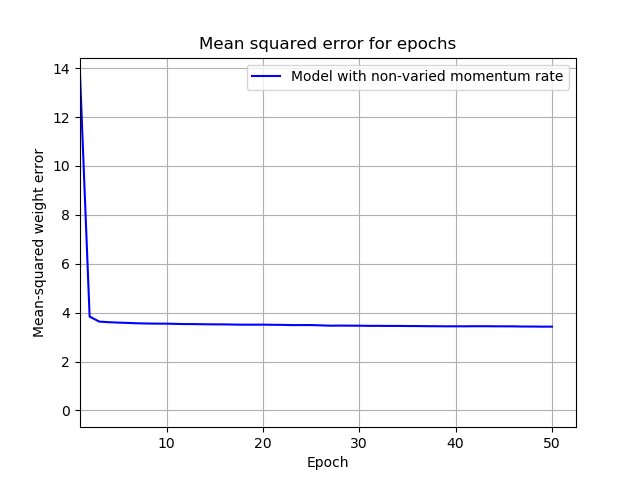 Mean squared error for epochs
Model with non-varied momentum rate
14
12
10
8
6
4
2
0
Mean-squared weight error
10 20 30 40 50
Epoch